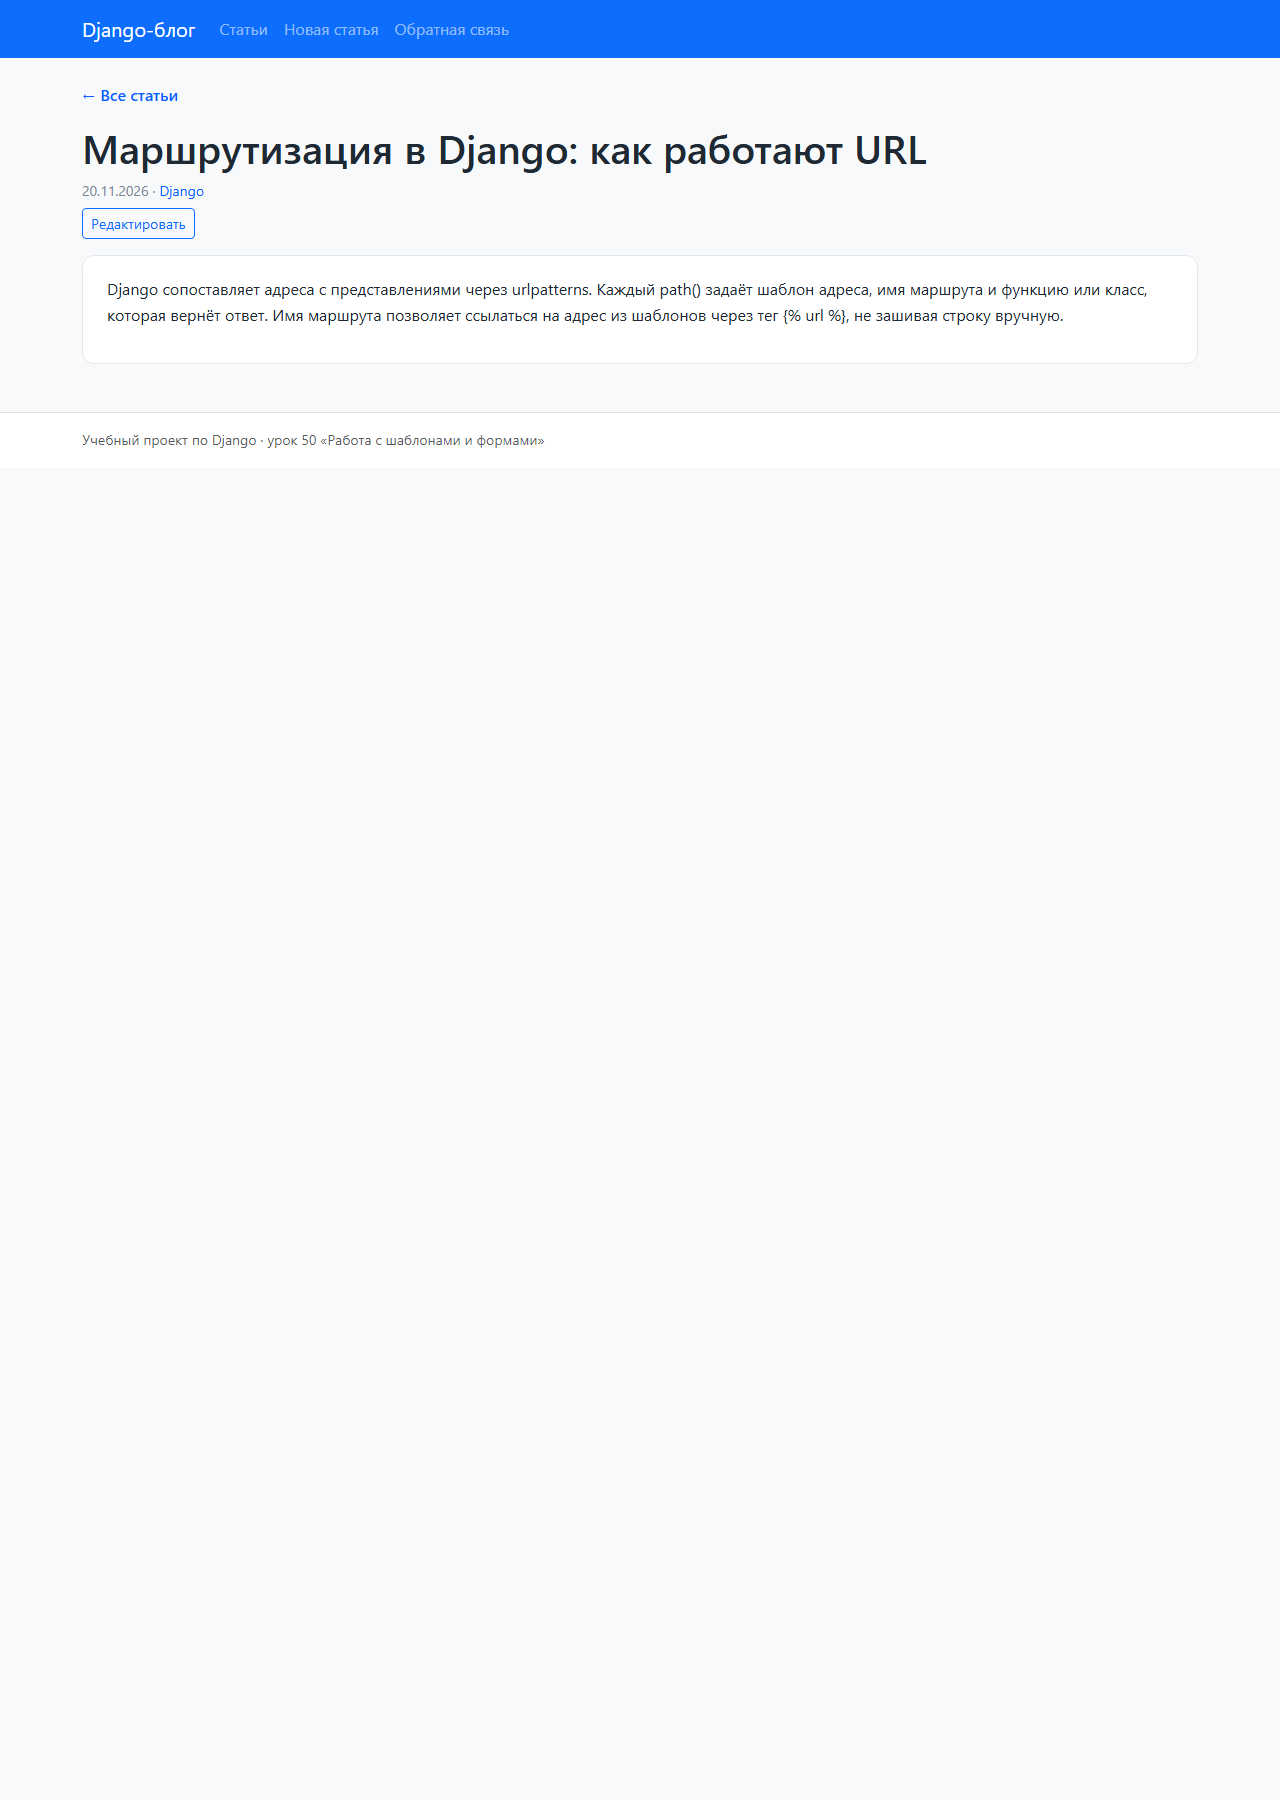 Django-блог Статьи Новая статья Обратная связь
← Все статьи
Маршрутизация в Django: как работают URL
20.11.2026 · Django
Редактировать
Django сопоставляет адреса с представлениями через urlpatterns. Каждый path() задаёт шаблон адреса, имя маршрута и функцию или класс,
которая вернёт ответ. Имя маршрута позволяет ссылаться на адрес из шаблонов через тег {% url %}, не зашивая строку вручную.
Учебный проект по Django · урок 50 «Работа с шаблонами и формами»